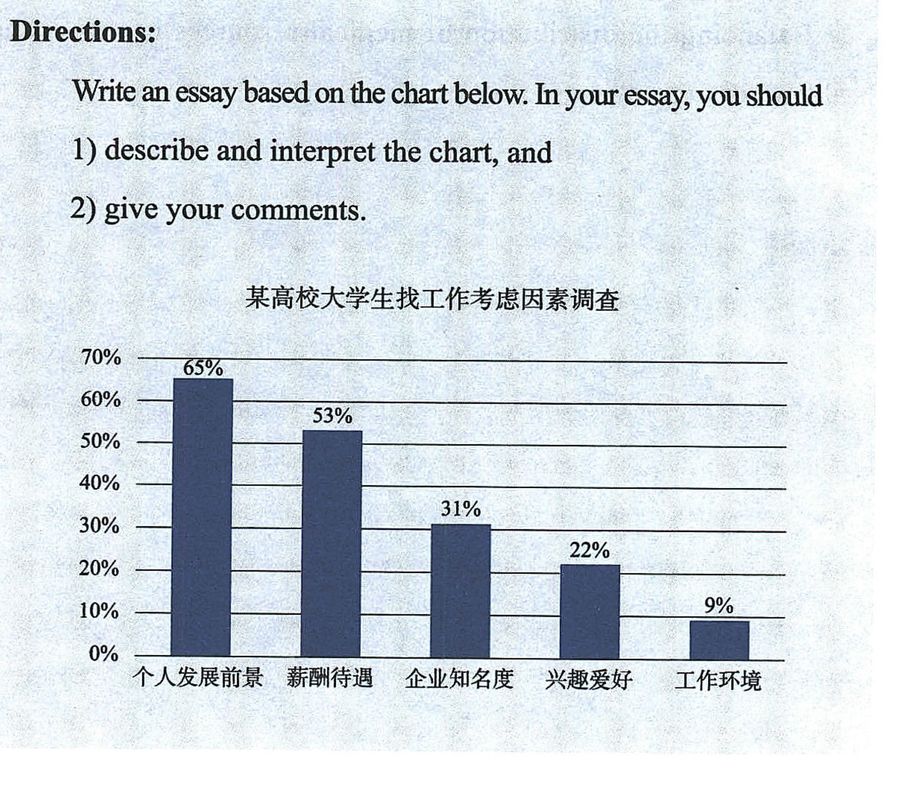 Directions:
Write an essay based on the chart below. In your essay, you should
1) describe and interpret the chart, and
2) give your comments.
某高校大学生找工作考虑因素调查
70%
65%
60%
53%
50%
40%
31%
30%
22%
20%
9%
10%
0%
个人发展前景 薪酬待遇 企业知名度 兴趣爱好 工作环境